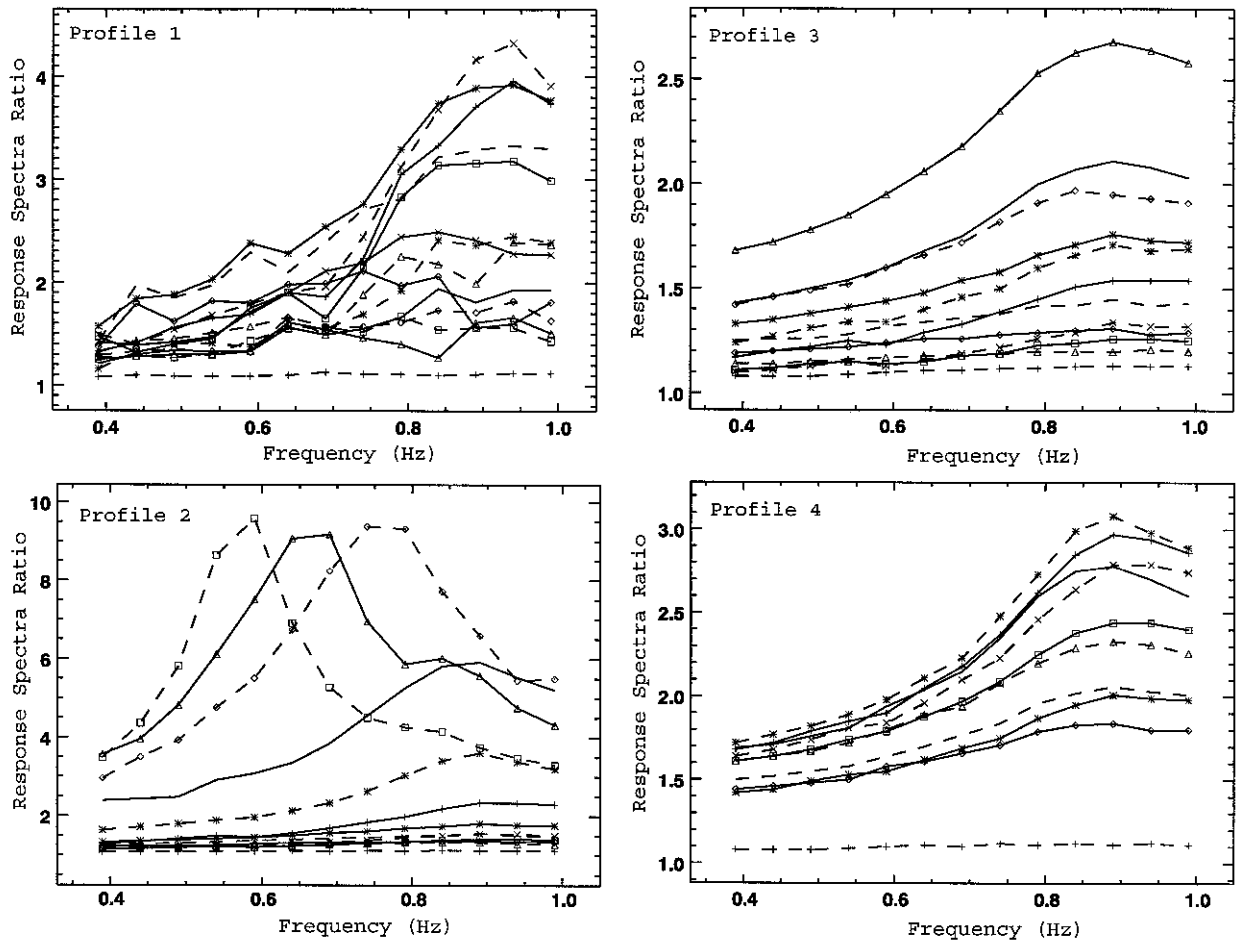 Profile 1
4
3
2
1
0.4
0.6
0.8
1.0
Response Spectra Ratio
Frequency (Hz)
Profile 3
2.5
2.0
1.5
1.0
0.4
0.6
0.8
1.0
Response Spectra Ratio
Frequency (Hz)
Profile 2
10
8
6
4
2
0.4
0.6
0.8
1.0
Response Spectra Ratio
Frequency (Hz)
Profile 4
3.0
2.5
2.0
1.5
1.0
0.4
0.6
0.8
1.0
Response Spectra Ratio
Frequency (Hz)